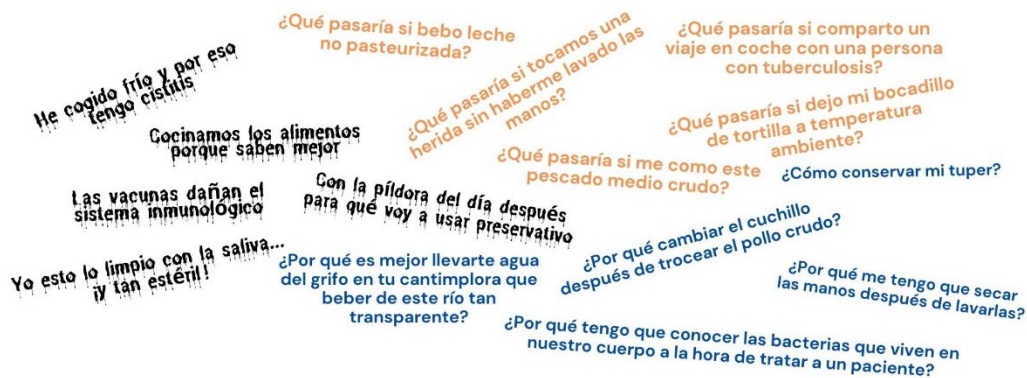 ¿Qué pasaría si bebo leche
no pasteurizada?
¿Qué pasaría si tocamos una
herida sin haberme lavado las
manos?
¿Qué pasaría si comparto un
viaje en coche con una persona
con tuberculosis?
He cogido frío y por eso
tengo cistitis
Cocinamos los alimentos
porque saben mejor
¿Qué pasaría si dejo mi bocadillo
de tortilla a temperatura
ambiente?
¿Qué pasaría si me como este
pescado medio crudo?
¿Cómo conservar mi tuper?
Las vacunas dañan el
sistema inmunológico
Con la píldora del día después
para qué voy a usar preservativo
¿Por qué cambiar el cuchillo
después de trocear el pollo crudo?
Yo esto lo limpio con la saliva...
¡y tan estéril!
¿Por qué es mejor llevarte agua
del grifo en tu cantimplora que
beber de este río tan
transparente?
¿Por qué me tengo que secar
las manos después de lavarlas?
¿Por qué tengo que conocer las bacterias que viven en
nuestro cuerpo a la hora de tratar a un paciente?